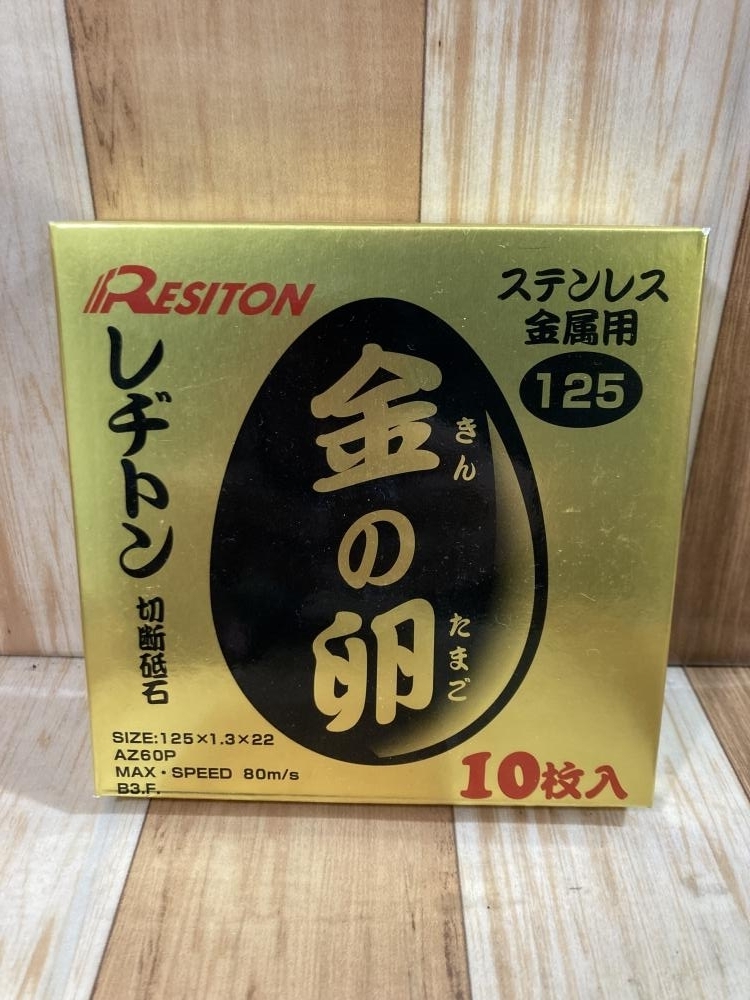 RESITON
レヂトン
切断砥石
ステンレス
金属用
125
金の卵
きん
たまご
SIZE:125×1.3×22
AZ60P
MAX・SPEED 80m/s
B3.F.
10枚入